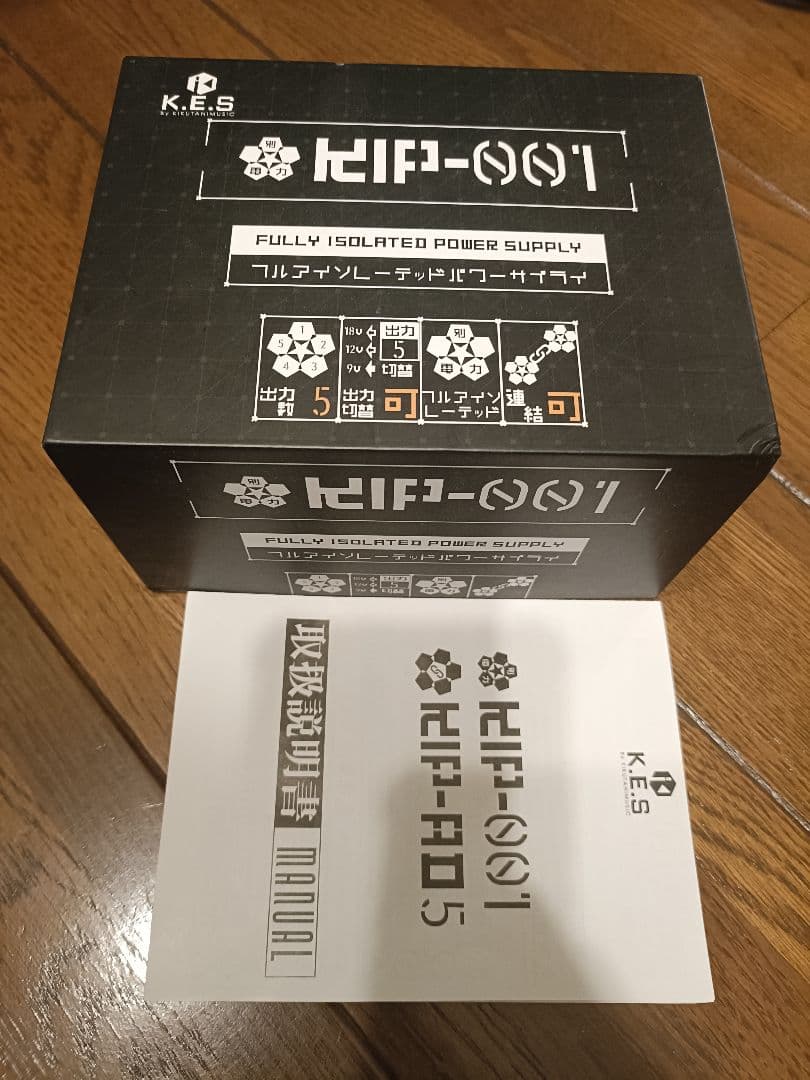 K.E.S
By KIKUTANIMUSIC
別
電 力
KIP-001
FULLY ISOLATED POWER SUPPLY
フルアイソレーテッドパワーサプライ
1
5 2
4 3
出力
数 5
18V
12V
9V
出力
5
切替
出力
切替 可
別
電 力
フルアイソ
レーテッド
連
結 可
別
電 力
KIP-001
FULLY ISOLATED POWER SUPPLY
フルアイソレーテッドパワーサプライ
K.E.S
By KIKUTANIMUSIC
別
電 力
KIP-001
KIP-AD5
取扱説明書 MANUAL